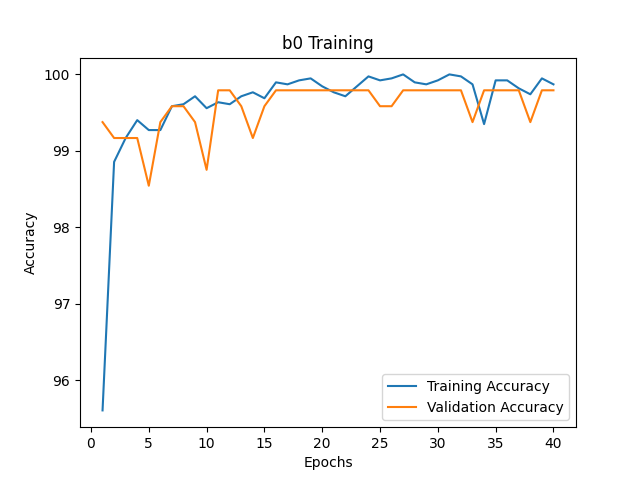 b0 Training
100
99
98
97
96
Accuracy
0 5 10 15 20 25 30 35 40
Epochs
Training Accuracy
Validation Accuracy